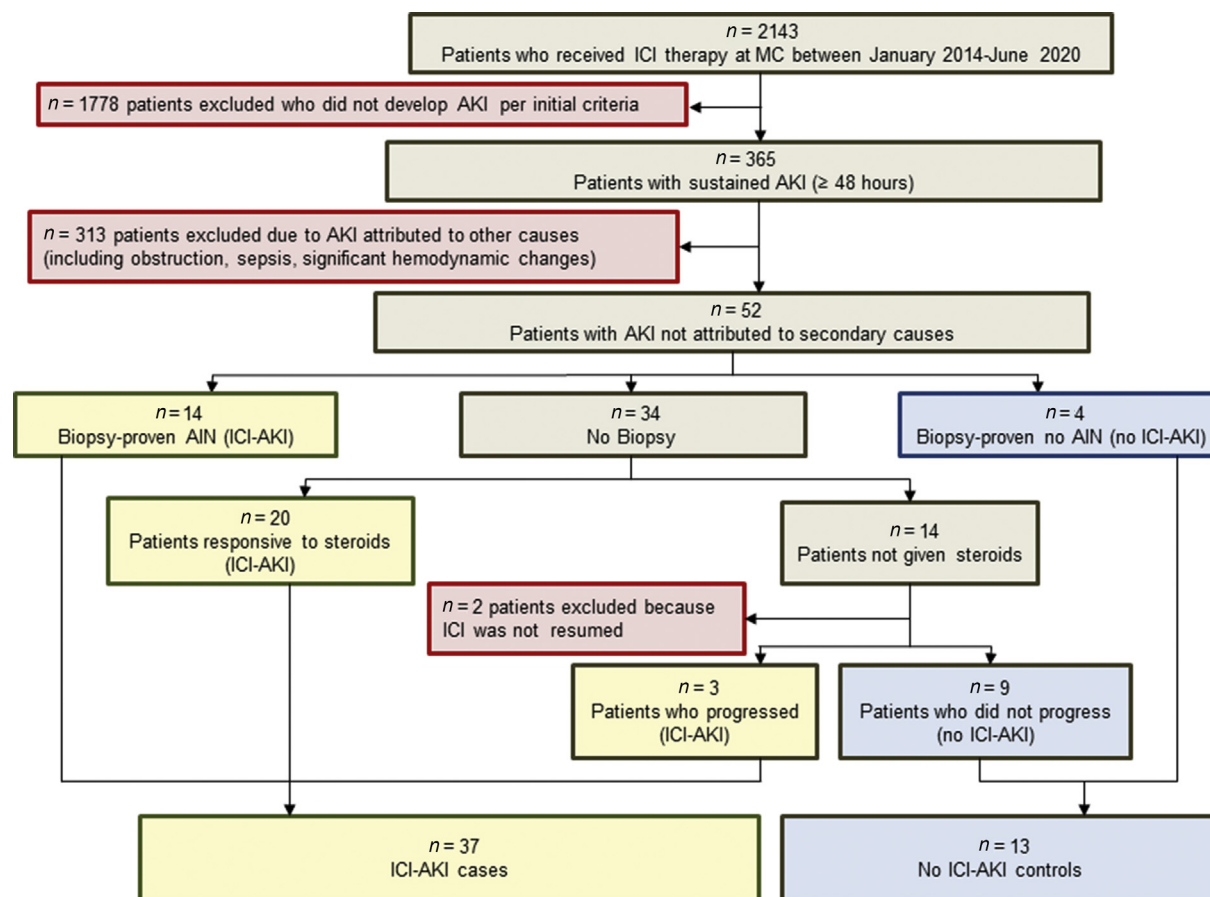 n = 2143
Patients who received ICI therapy at MC between January 2014-June 2020
n = 1778 patients excluded who did not develop AKI per initial criteria
n = 365
Patients with sustained AKI (≥ 48 hours)
n = 313 patients excluded due to AKI attributed to other causes
(including obstruction, sepsis, significant hemodynamic changes)
n = 52
Patients with AKI not attributed to secondary causes
n = 14
Biopsy-proven AIN (ICI-AKI)
n = 34
No Biopsy
n = 4
Biopsy-proven no AIN (no ICI-AKI)
n = 20
Patients responsive to steroids
(ICI-AKI)
n = 14
Patients not given steroids
n = 2 patients excluded because
ICI was not resumed
n = 3
Patients who progressed
(ICI-AKI)
n = 9
Patients who did not progress
(no ICI-AKI)
n = 37
ICI-AKI cases
n = 13
No ICI-AKI controls